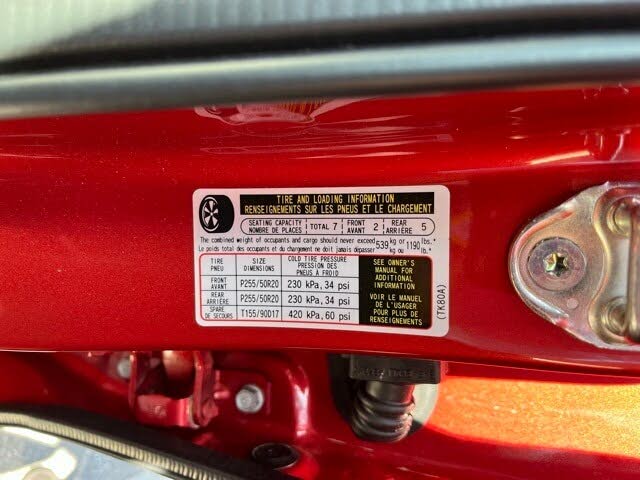 TIRE AND LOADING INFORMATION
RENSEIGNEMENTS SUR LES PNEUS ET LE CHARGEMENT
SEATING CAPACITY NOMBRE DE PLACES TOTAL 7 FRONT AVANT 2 REAR ARRIÈRE 5
The combined weight of occupants and cargo should never exceed 539 kg or 1190 lbs.
Le poids total des occupants et du chargement ne doit jamais dépasser 539 kg ou 1190 lb.
TIRE PNEU SIZE DIMENSIONS COLD TIRE PRESSURE PRESSION DES PNEUS À FROID
FRONT AVANT P255/50R20 230 kPa, 34 psi
REAR ARRIÈRE P255/50R20 230 kPa, 34 psi
SPARE DE SECOURS T155/90D17 420 kPa, 60 psi
SEE OWNER'S
MANUAL FOR
ADDITIONAL
INFORMATION
VOIR LE MANUEL
DE L'USAGER
POUR PLUS DE
RENSEIGNEMENTS
(TK80A)